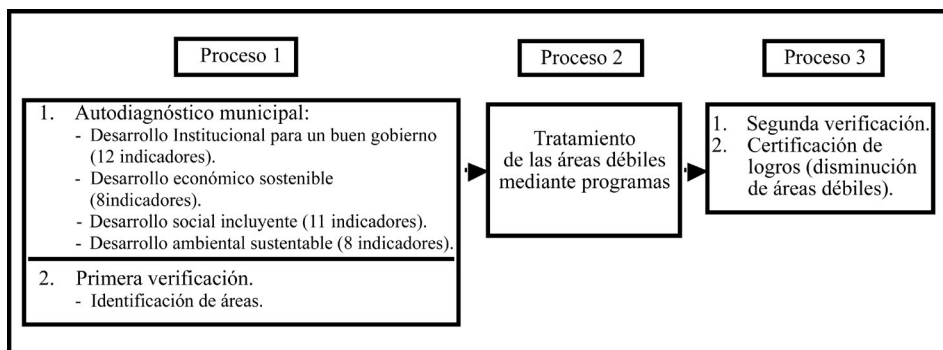 Proceso 1
1. Autodiagnóstico municipal:
- Desarrollo Institucional para un buen gobierno
(12 indicadores).
- Desarrollo económico sostenible
(8indicadores).
- Desarrollo social incluyente (11 indicadores).
- Desarrollo ambiental sustentable (8 indicadores).
2. Primera verificación.
- Identificación de áreas.
Proceso 2
Tratamiento
de las áreas débiles
mediante programas
Proceso 3
1. Segunda verificación.
2. Certificación de
logros (disminución
de áreas débiles).